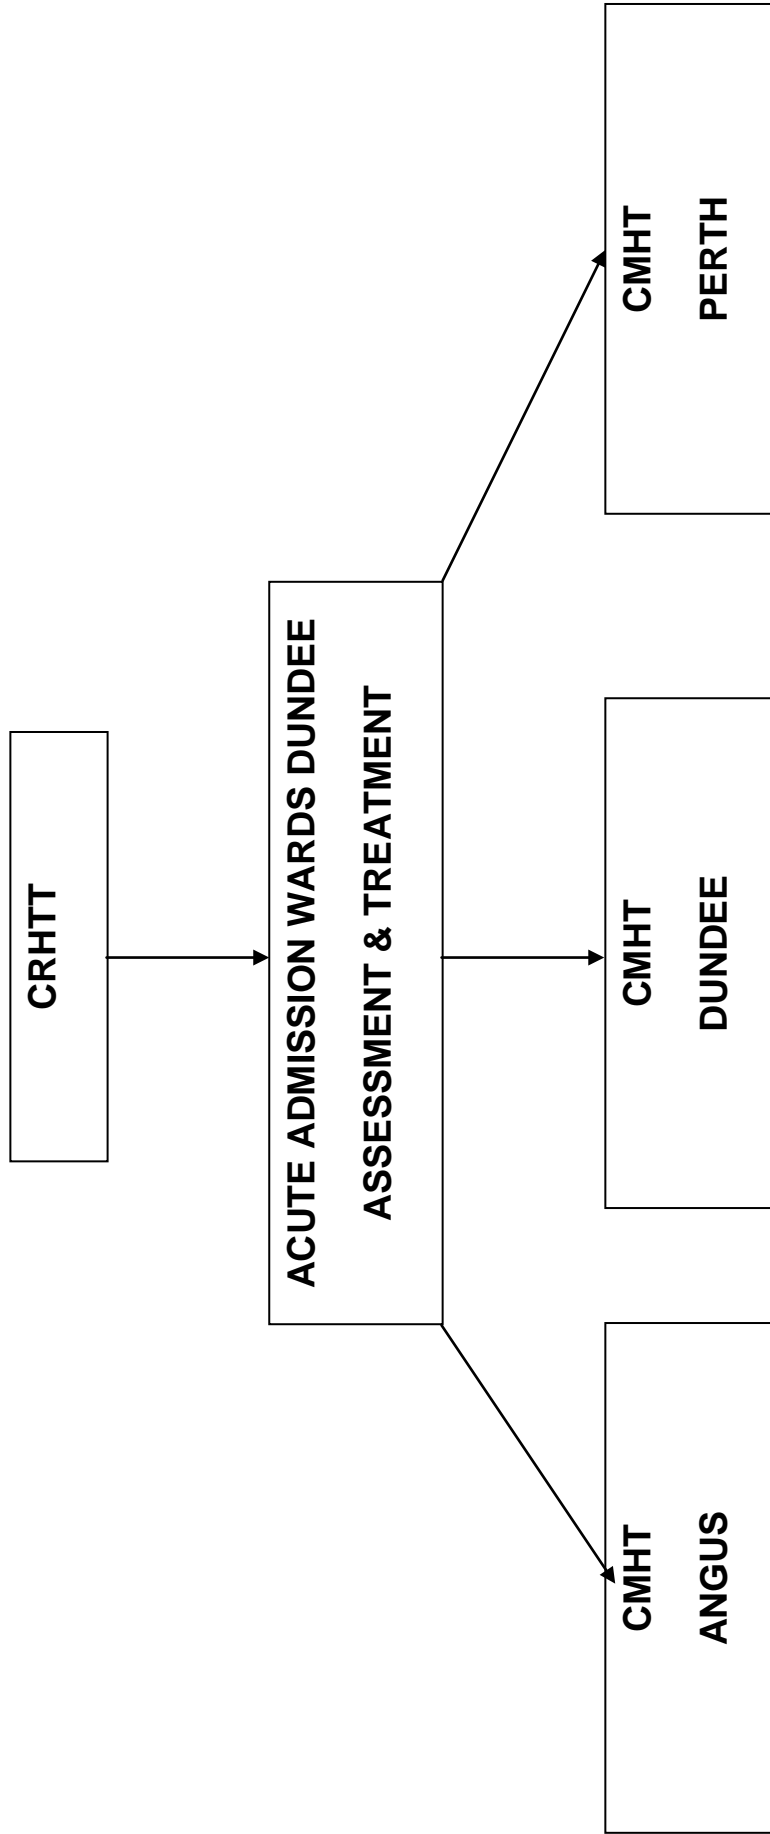 CRHTT
ACUTE ADMISSION WARDS DUNDEE
ASSESSMENT & TREATMENT
CMHT
ANGUS
CMHT
DUNDEE
CMHT
PERTH